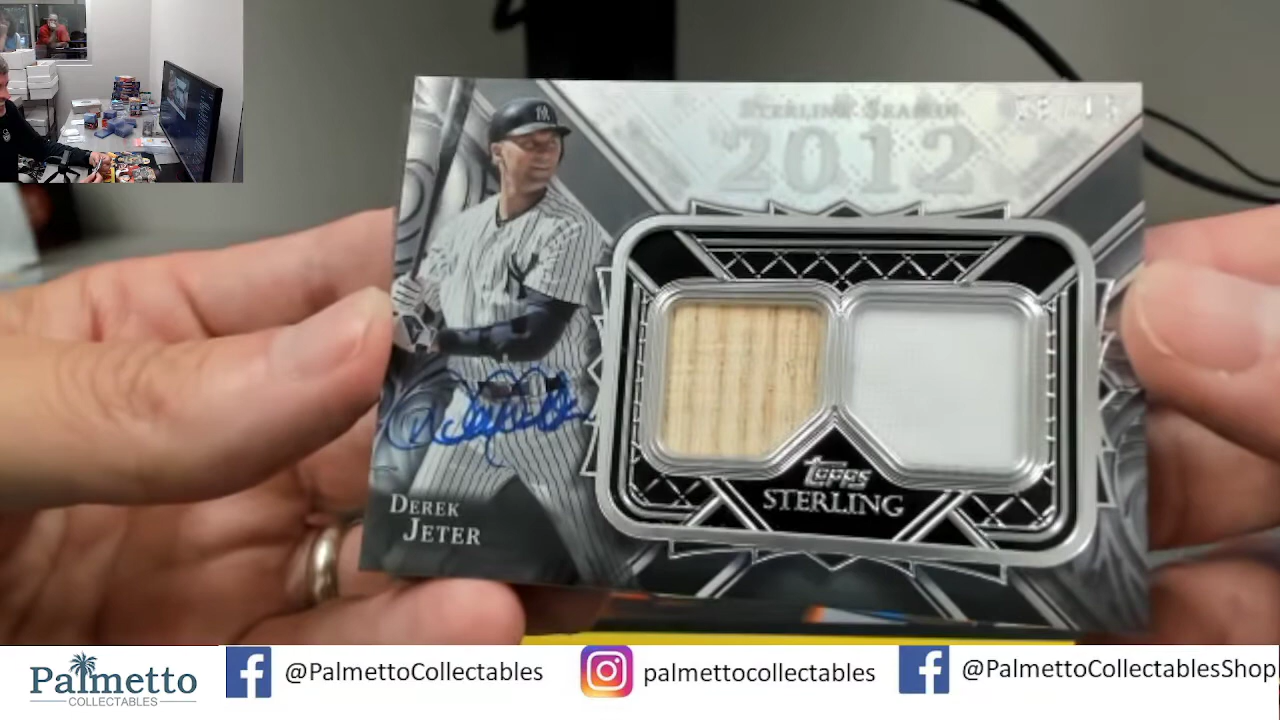 STERLING SEASON
2012
DEREK
JETER
TOPPS
STERLING
Palmetto
COLLECTABLES
@PalmettoCollectables
palmettocollectables
@PalmettoCollectablesShop